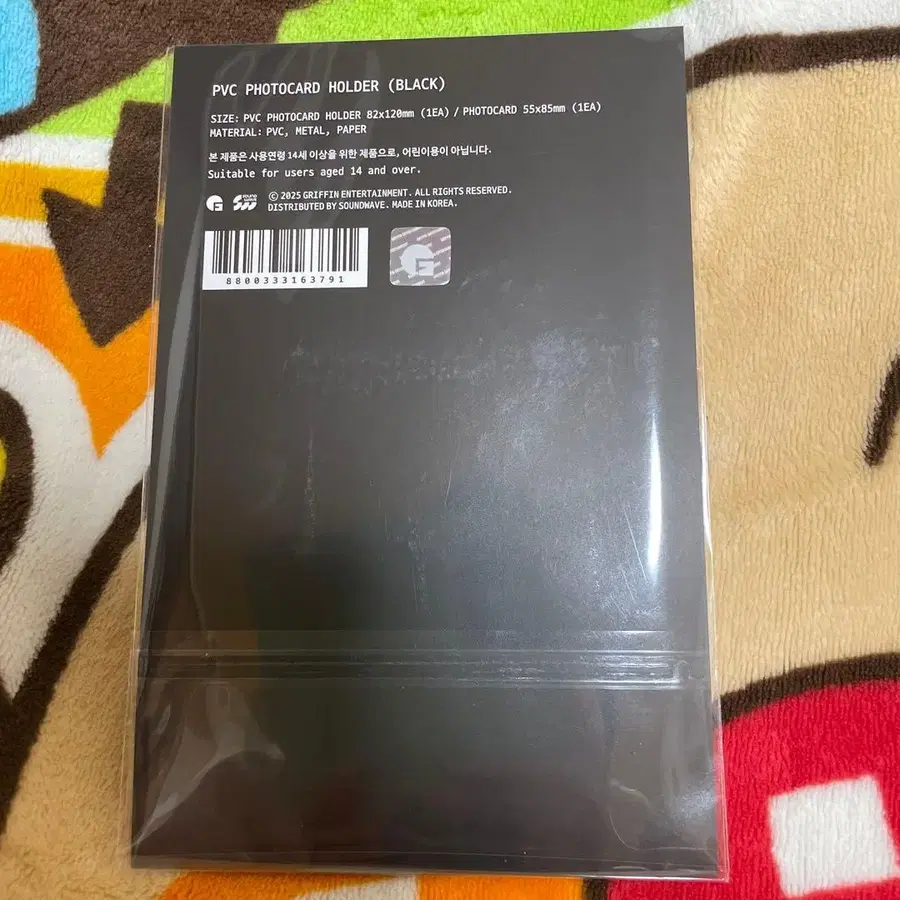 PVC PHOTOCARD HOLDER (BLACK)
SIZE: PVC PHOTOCARD HOLDER 82x120mm (1EA) / PHOTOCARD 55x85mm (1EA)
MATERIAL: PVC, METAL, PAPER
본 제품은 사용연령 14세 이상을 위한 제품으로, 어린이용이 아닙니다.
Suitable for users aged 14 and over.
© 2025 GRIFFIN ENTERTAINMENT. ALL RIGHTS RESERVED.
DISTRIBUTED BY SOUNDWAVE. MADE IN KOREA.
8800333163791